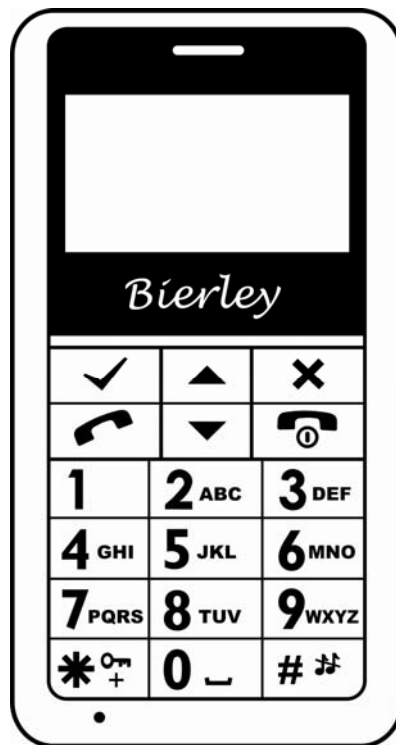 Bierley
1 2 ABC 3 DEF
4 GHI 5 JKL 6 MNO
7 PQRS 8 TUV 9 WXYZ
* + 0 #